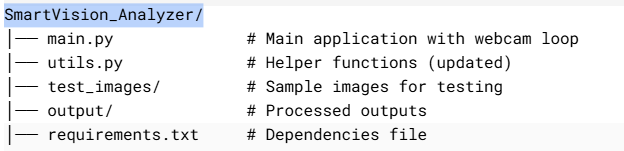 SmartVision_Analyzer/
│── main.py # Main application with webcam loop
│── utils.py # Helper functions (updated)
│── test_images/ # Sample images for testing
│── output/ # Processed outputs
│── requirements.txt # Dependencies file